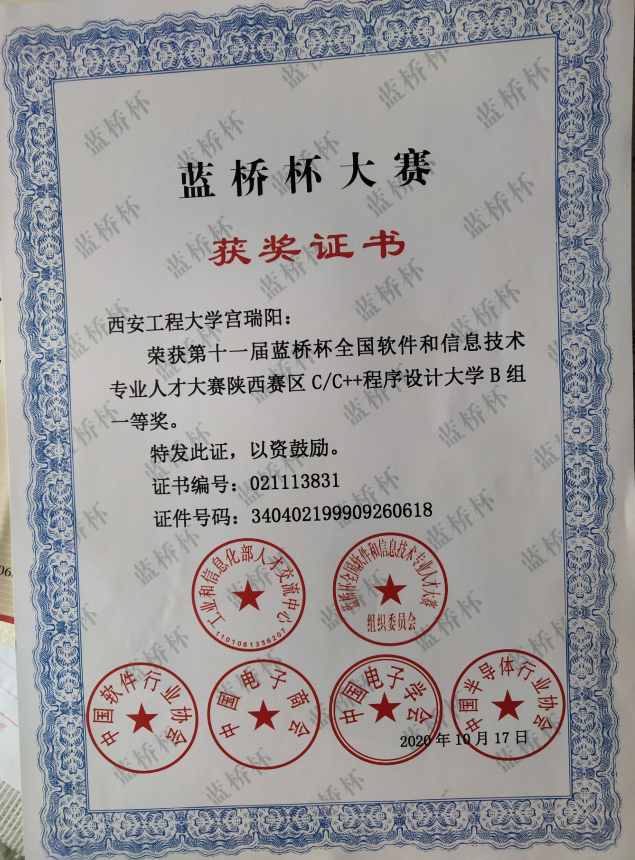 蓝桥杯大赛
获奖证书
西安工程大学宫瑞阳：
荣获第十一届蓝桥杯全国软件和信息技术
专业人才大赛陕西赛区 C/C++程序设计大学 B 组
一等奖。
特发此证，以资鼓励。
证书编号：021113831
证件号码：340402199909260618
工业和信息化部人才交流中心
1101081336207
蓝桥杯全国软件和信息技术专业人才大赛
组织委员会
中国软件行业协会
中国电子商会
中国电子学会
中国半导体行业协会
2020 年 10 月 17 日
蓝桥杯